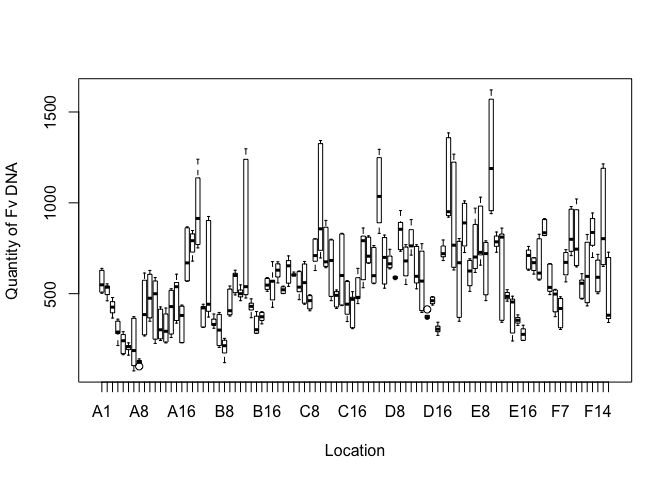 Quantity of Fv DNA
1500
1000
500
A1 A8 A16 B8 B16 C8 C16 D8 D16 E8 E16 F7 F14
Location